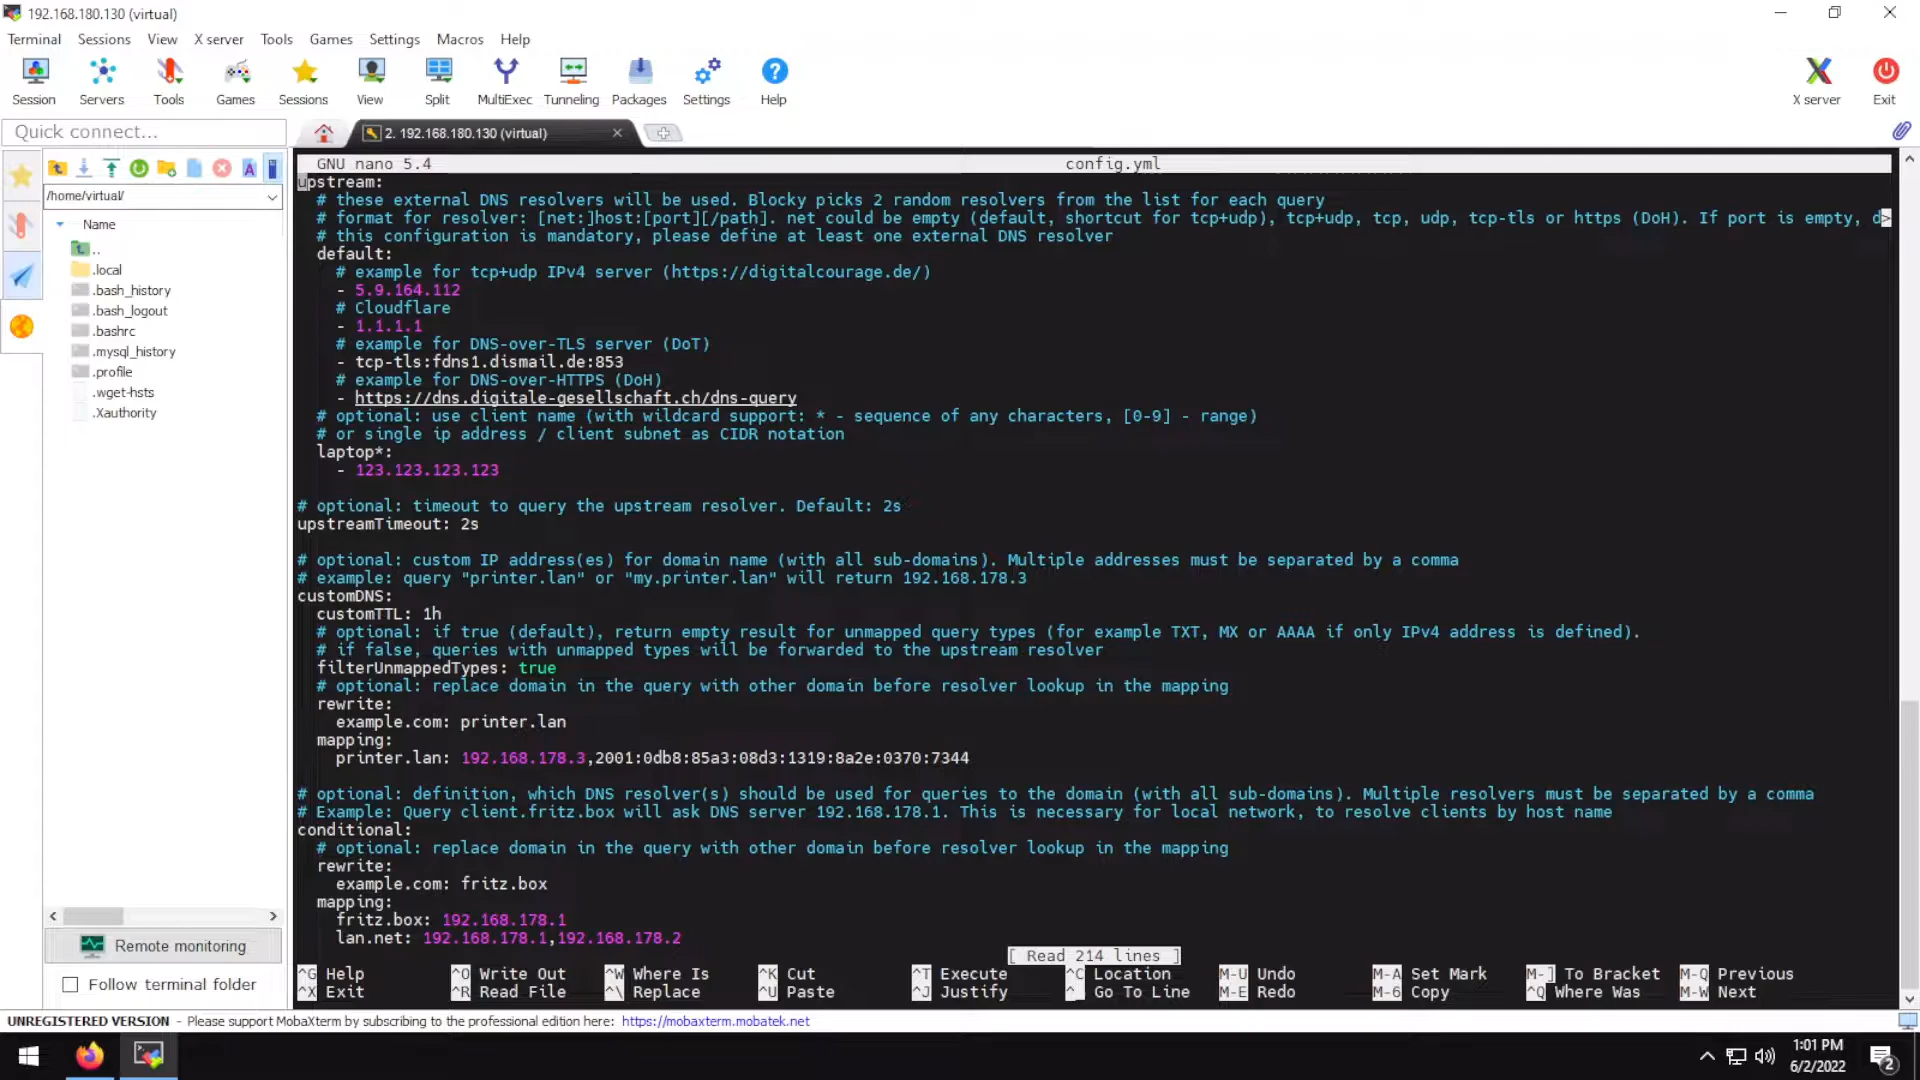 192.168.180.130 (virtual)
Terminal Sessions View X server Tools Games Settings Macros Help
Session Servers Tools Games Sessions View Split MultiExec Tunneling Packages Settings Help X server Exit
Quick connect...
2. 192.168.180.130 (virtual)
/home/virtual/
Name
..
.local
.bash_history
.bash_logout
.bashrc
.mysql_history
.profile
.wget-hsts
.Xauthority
Remote monitoring
Follow terminal folder
GNU nano 5.4 config.yml
upstream:
# these external DNS resolvers will be used. Blocky picks 2 random resolvers from the list for each query
# format for resolver: [net:]host:[port][/path]. net could be empty (default, shortcut for tcp+udp), tcp+udp, tcp, udp, tcp-tls or https (DoH). If port is empty, d>
# this configuration is mandatory, please define at least one external DNS resolver
default:
# example for tcp+udp IPv4 server (https://digitalcourage.de/)
- 5.9.164.112
# Cloudflare
- 1.1.1.1
# example for DNS-over-TLS server (DoT)
- tcp-tls:fdns1.dismail.de:853
# example for DNS-over-HTTPS (DoH)
- https://dns.digitale-gesellschaft.ch/dns-query
# optional: use client name (with wildcard support: * - sequence of any characters, [0-9] - range)
# or single ip address / client subnet as CIDR notation
laptop*:
- 123.123.123.123
# optional: timeout to query the upstream resolver. Default: 2s
upstreamTimeout: 2s
# optional: custom IP address(es) for domain name (with all sub-domains). Multiple addresses must be separated by a comma
# example: query "printer.lan" or "my.printer.lan" will return 192.168.178.3
customDNS:
customTTL: 1h
# optional: if true (default), return empty result for unmapped query types (for example TXT, MX or AAAA if only IPv4 address is defined).
# if false, queries with unmapped types will be forwarded to the upstream resolver
filterUnmappedTypes: true
# optional: replace domain in the query with other domain before resolver lookup in the mapping
rewrite:
example.com: printer.lan
mapping:
printer.lan: 192.168.178.3,2001:0db8:85a3:08d3:1319:8a2e:0370:7344
# optional: definition, which DNS resolver(s) should be used for queries to the domain (with all sub-domains). Multiple resolvers must be separated by a comma
# Example: Query client.fritz.box will ask DNS server 192.168.178.1. This is necessary for local network, to resolve clients by host name
conditional:
# optional: replace domain in the query with other domain before resolver lookup in the mapping
rewrite:
example.com: fritz.box
mapping:
fritz.box: 192.168.178.1
lan.net: 192.168.178.1,192.168.178.2
[ Read 214 lines ]
^G Help ^O Write Out ^W Where Is ^K Cut ^T Execute ^C Location M-U Undo M-A Set Mark M-] To Bracket M-Q Previous
^X Exit ^R Read File ^\ Replace ^U Paste ^J Justify ^_ Go To Line M-E Redo M-6 Copy ^Q Where Was M-W Next
UNREGISTERED VERSION - Please support MobaXterm by subscribing to the professional edition here: https://mobaxterm.mobatek.net
1:01 PM
6/2/2022
2